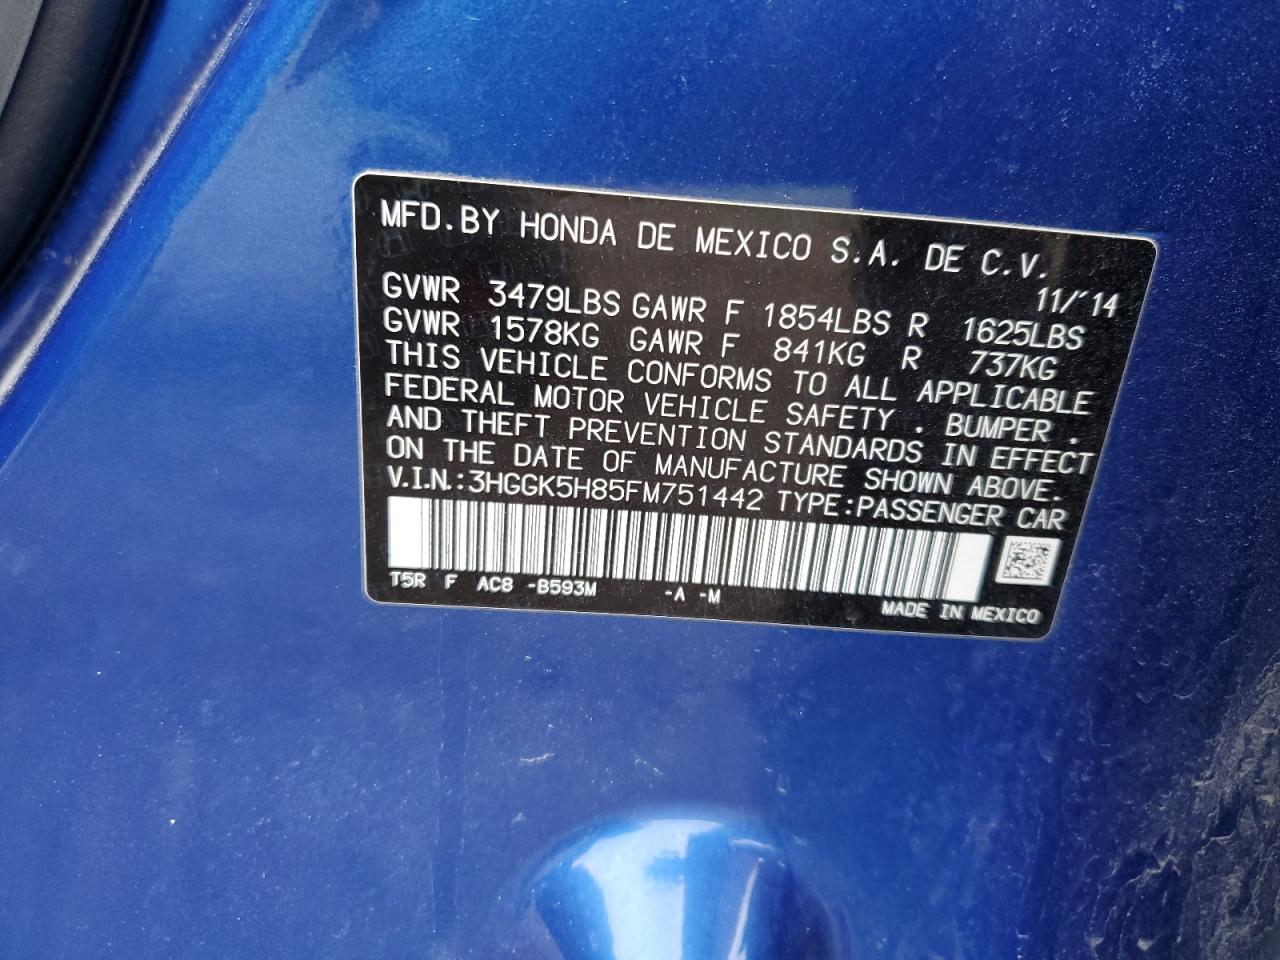 MFD.BY HONDA DE MEXICO S.A. DE C.V.
11/'14
GVWR 3479LBS GAWR F 1854LBS R 1625LBS
GVWR 1578KG GAWR F 841KG R 737KG
THIS VEHICLE CONFORMS TO ALL APPLICABLE
FEDERAL MOTOR VEHICLE SAFETY . BUMPER .
AND THEFT PREVENTION STANDARDS IN EFFECT
ON THE DATE OF MANUFACTURE SHOWN ABOVE.
V.I.N.:3HGGK5H85FM751442 TYPE:PASSENGER CAR
T5R F AC8 -B593M -A -M
MADE IN MEXICO